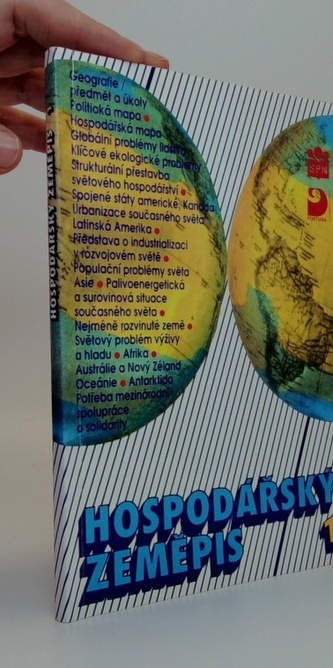 Geografie /
předmět a úkoly
Politická mapa •
Hospodářská mapa
Globální problémy lidstva
Klíčové ekologické problémy
Strukturální přestavba
světového hospodářství •
Spojené státy americké, Kanada
Urbanizace současného světa
Latinská Amerika •
Představa o industrializaci
v rozvojovém světě •
Populační problémy světa
Asie • Palivoenergetická
a surovinová situace
současného světa •
Nejméně rozvinuté země •
Světový problém výživy
a hladu • Afrika •
Austrálie a Nový Zéland
Oceánie • Antarktida
Potřeba mezinárodní
spolupráce
a solidarity
HOSPODÁŘSKÝ ZEMĚPIS
SPN
HOSPODÁŘSKÝ
ZEMĚPIS